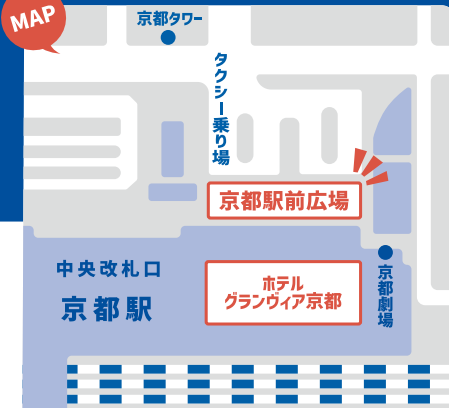 MAP
京都タワー
タクシー乗り場
京都駅前広場
中央改札口
京都駅
ホテル
グランヴィア京都
京都劇場